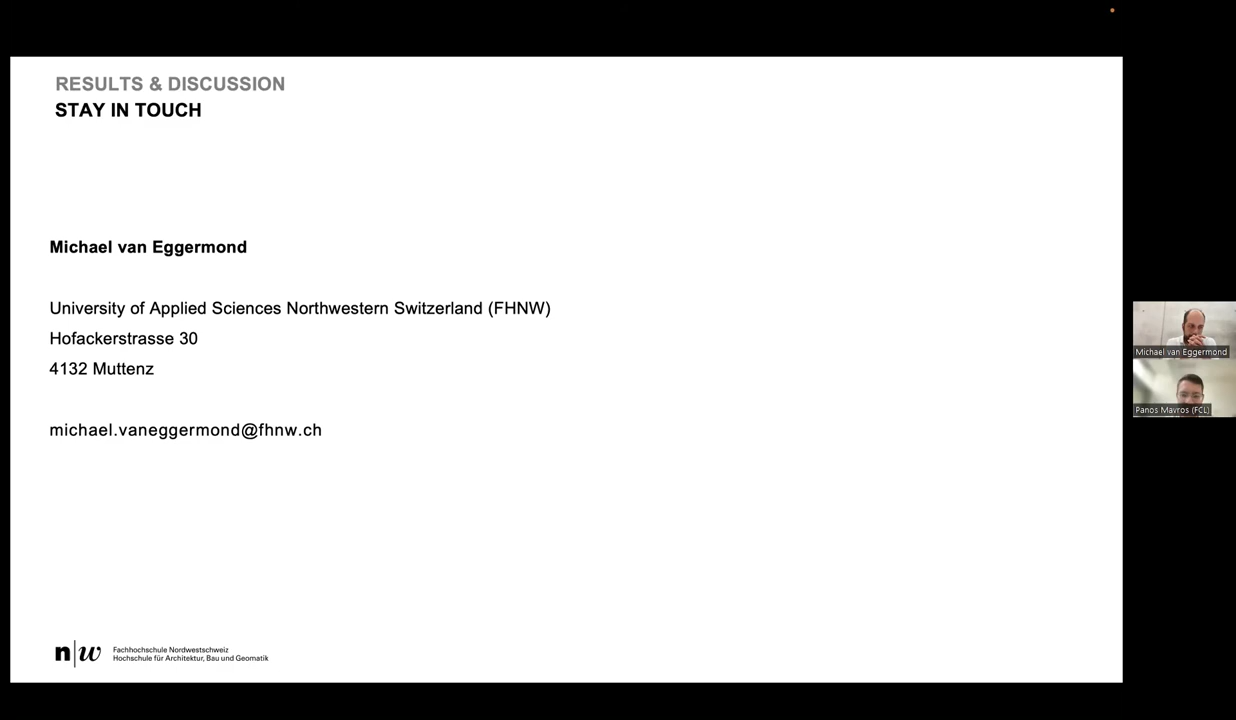 RESULTS & DISCUSSION
STAY IN TOUCH
Michael van Eggermond
University of Applied Sciences Northwestern Switzerland (FHNW)
Hofackerstrasse 30
4132 Muttenz
michael.vaneggermond@fhnw.ch
n|w
Fachhochschule Nordwestschweiz
Hochschule für Architektur, Bau und Geomatik
Michael van Eggermond
Panos Mavros (FCL)